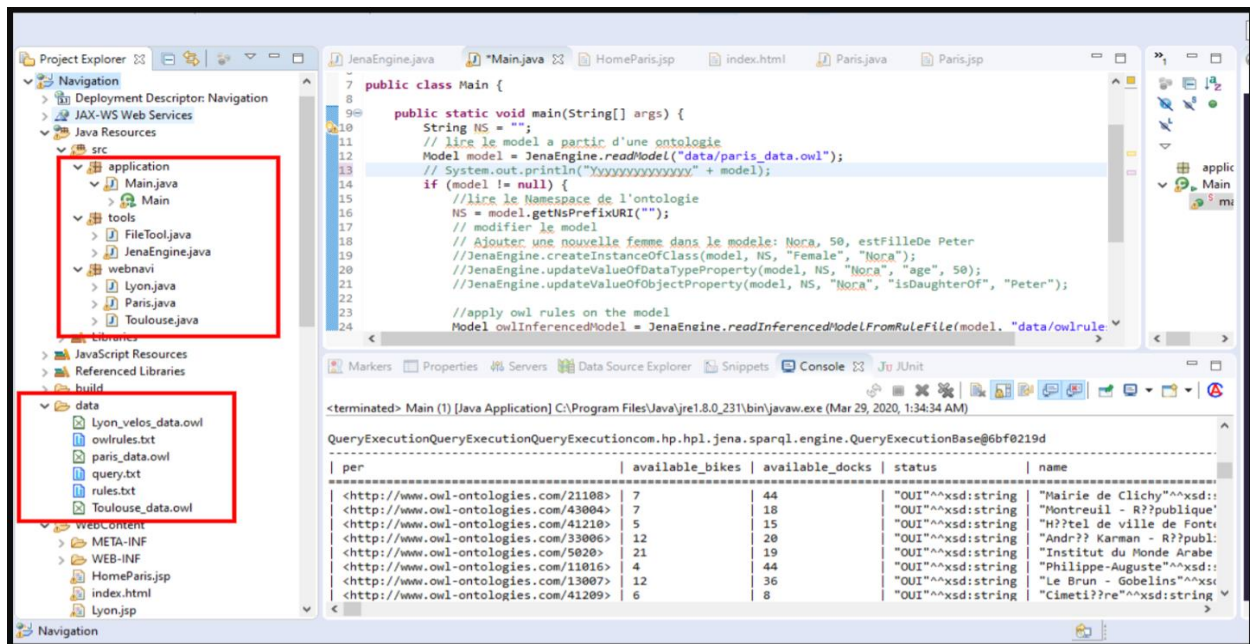 Project Explorer
Navigation
Deployment Descriptor: Navigation
JAX-WS Web Services
Java Resources
src
application
Main.java
Main
tools
FileTool.java
JenaEngine.java
webnavi
Lyon.java
Paris.java
Toulouse.java
Libraries
JavaScript Resources
Referenced Libraries
build
data
Lyon_velos_data.owl
owlrules.txt
paris_data.owl
query.txt
rules.txt
Toulouse_data.owl
WebContent
META-INF
WEB-INF
HomeParis.jsp
index.html
Lyon.jsp
Navigation
JenaEngine.java *Main.java HomeParis.jsp index.html Paris.java Paris.jsp
7 public class Main {
8
9 public static void main(String[] args) {
10 String NS = "";
11 // lire le model a partir d'une ontologie
12 Model model = JenaEngine.readModel("data/paris_data.owl");
13 // System.out.println("Yyyyyyyyyyyyyy" + model);
14 if (model != null) {
15 //lire le Namespace de l'ontologie
16 NS = model.getNsPrefixURI("");
17 // modifier le model
18 // Ajouter une nouvelle femme dans le modele: Nora, 50, estFilleDe Peter
19 //JenaEngine.createInstanceOfClass(model, NS, "Female", "Nora");
20 //JenaEngine.updateValueOfDataTypeProperty(model, NS, "Nora", "age", 50);
21 //JenaEngine.updateValueOfObjectProperty(model, NS, "Nora", "isDaughterOf", "Peter");
22
23 //apply owl rules on the model
24 Model owlInferencedModel = JenaEngine.readInferencedModelFromRuleFile(model, "data/owlrule
applic
Main
ma
Markers Properties Servers Data Source Explorer Snippets Console JUnit
<terminated> Main (1) [Java Application] C:\Program Files\Java\jre1.8.0_231\bin\javaw.exe (Mar 29, 2020, 1:34:34 AM)
QueryExecutionQueryExecutionQueryExecutioncom.hp.hpl.jena.sparql.engine.QueryExecutionBase@6bf0219d
| per | available_bikes | available_docks | status | name
| <http://www.owl-ontologies.com/21108> | 7 | 44 | "OUI"^^xsd:string | "Mairie de Clichy"^^xsd:s
| <http://www.owl-ontologies.com/43004> | 7 | 18 | "OUI"^^xsd:string | "Montreuil - R??publique"
| <http://www.owl-ontologies.com/41210> | 5 | 15 | "OUI"^^xsd:string | "H??tel de ville de Fonte
| <http://www.owl-ontologies.com/33006> | 12 | 20 | "OUI"^^xsd:string | "Andr?? Karman - R??publ
| <http://www.owl-ontologies.com/5020> | 21 | 19 | "OUI"^^xsd:string | "Institut du Monde Arabe
| <http://www.owl-ontologies.com/11016> | 4 | 44 | "OUI"^^xsd:string | "Philippe-Auguste"^^xsd:s
| <http://www.owl-ontologies.com/13007> | 12 | 36 | "OUI"^^xsd:string | "Le Brun - Gobelins"^^xsd
| <http://www.owl-ontologies.com/41209> | 6 | 8 | "OUI"^^xsd:string | "Cimeti??re"^^xsd:string